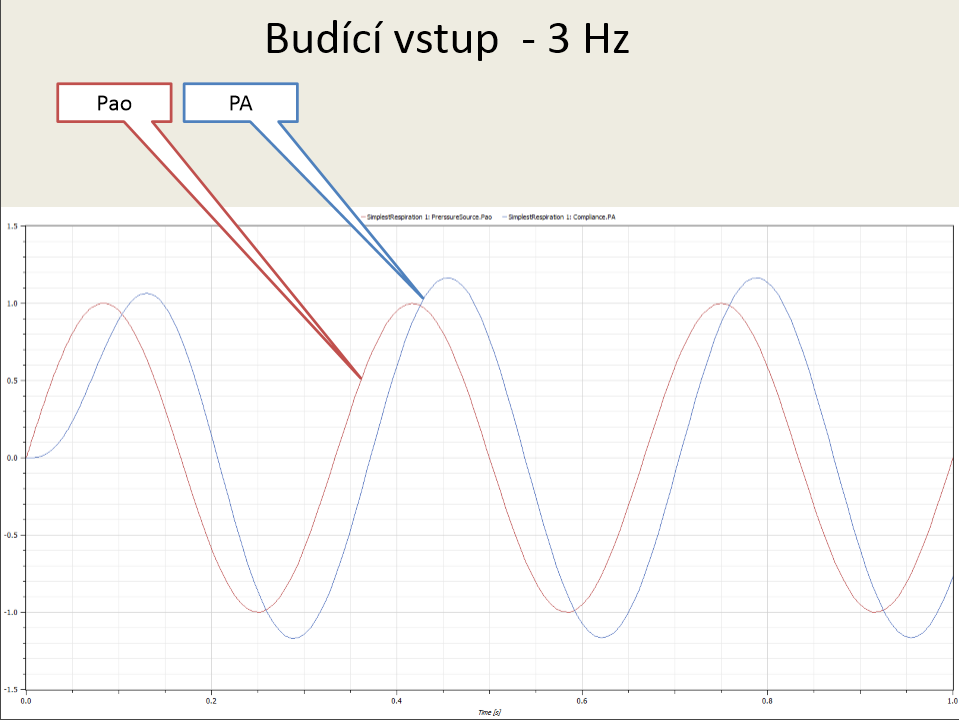 Budící vstup - 3 Hz
Pao PA
SimplestRespiration 1: PrerssureSource.Pao SimplestRespiration 1: Compliance.PA
1.5
1.0
0.5
0.0
-0.5
-1.0
-1.5
0.0 0.2 0.4 0.6 0.8 1.0
Time [s]